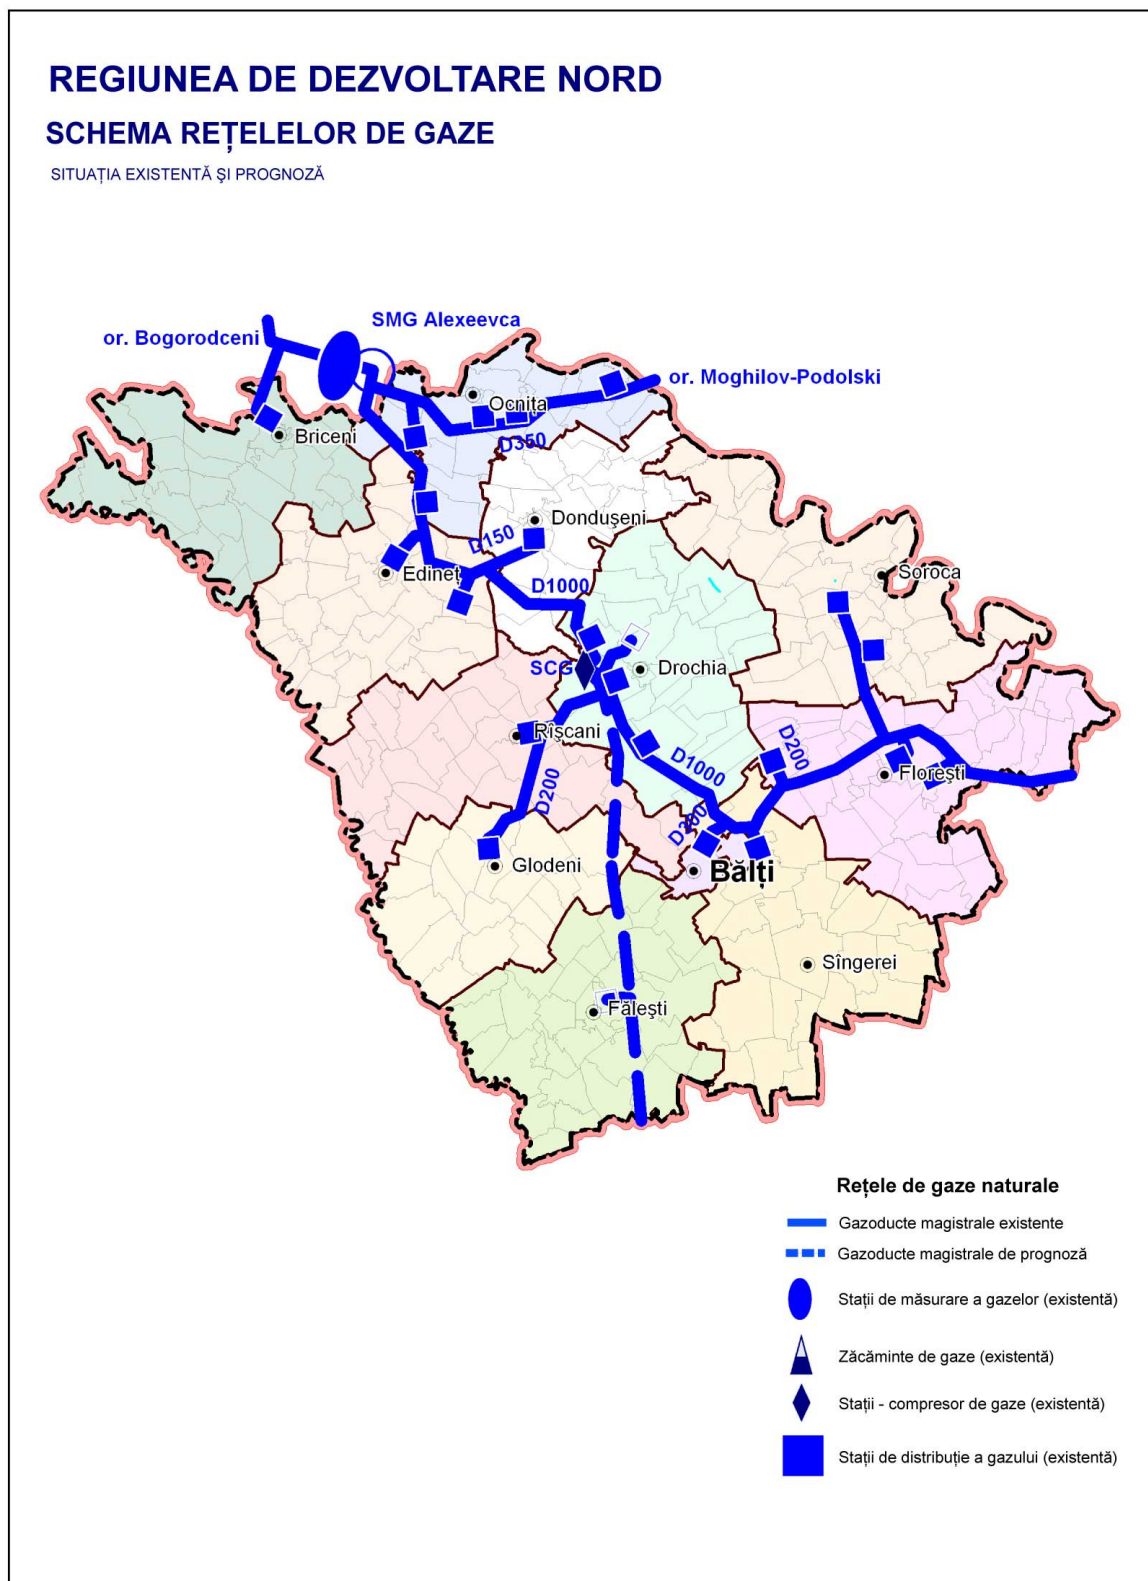 REGIUNEA DE DEZVOLTARE NORD
SCHEMA REȚELELOR DE GAZE
SITUAȚIA EXISTENTĂ ŞI PROGNOZĂ
SMG Alexeevca
or. Bogorodceni
or. Moghilov-Podolski
Ocnița
Briceni
D350
Dondușeni
D150
Edineț
D1000
Soroca
SCG
Drochia
Rîșcani
D1000
D200
Florești
D200
D200
Glodeni
Bălți
Sîngerei
Fălești
Rețele de gaze naturale
Gazoducte magistrale existente
Gazoducte magistrale de prognoză
Stații de măsurare a gazelor (existentă)
Zăcăminte de gaze (existentă)
Stații - compresor de gaze (existentă)
Stații de distribuție a gazului (existentă)